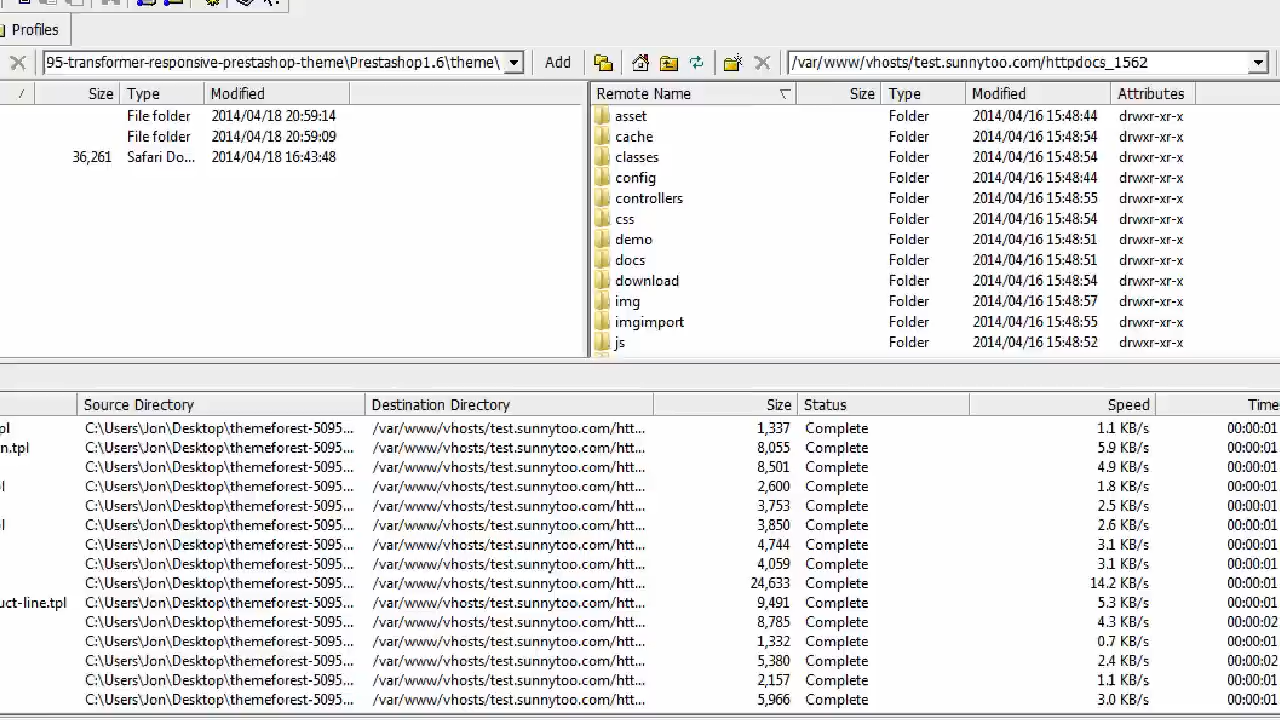 Profiles
95-transformer-responsive-prestashop-theme\Prestashop1.6\theme\ Add /var/www/vhosts/test.sunnytoo.com/httpdocs_1562
/ Size Type Modified
File folder 2014/04/18 20:59:14
File folder 2014/04/18 20:59:09
36,261 Safari Do... 2014/04/18 16:43:48
Remote Name Size Type Modified Attributes
asset Folder 2014/04/16 15:48:44 drwxr-xr-x
cache Folder 2014/04/16 15:48:54 drwxr-xr-x
classes Folder 2014/04/16 15:48:54 drwxr-xr-x
config Folder 2014/04/16 15:48:44 drwxr-xr-x
controllers Folder 2014/04/16 15:48:55 drwxr-xr-x
css Folder 2014/04/16 15:48:54 drwxr-xr-x
demo Folder 2014/04/16 15:48:51 drwxr-xr-x
docs Folder 2014/04/16 15:48:51 drwxr-xr-x
download Folder 2014/04/16 15:48:54 drwxr-xr-x
img Folder 2014/04/16 15:48:57 drwxr-xr-x
imgimport Folder 2014/04/16 15:48:55 drwxr-xr-x
js Folder 2014/04/16 15:48:52 drwxr-xr-x
Source Directory Destination Directory Size Status Speed Time
pl C:\Users\Jon\Desktop\themeforest-5095... /var/www/vhosts/test.sunnytoo.com/htt... 1,337 Complete 1.1 KB/s 00:00:01
n.tpl C:\Users\Jon\Desktop\themeforest-5095... /var/www/vhosts/test.sunnytoo.com/htt... 8,055 Complete 5.9 KB/s 00:00:01
C:\Users\Jon\Desktop\themeforest-5095... /var/www/vhosts/test.sunnytoo.com/htt... 8,501 Complete 4.9 KB/s 00:00:01
l C:\Users\Jon\Desktop\themeforest-5095... /var/www/vhosts/test.sunnytoo.com/htt... 2,600 Complete 1.8 KB/s 00:00:01
C:\Users\Jon\Desktop\themeforest-5095... /var/www/vhosts/test.sunnytoo.com/htt... 3,753 Complete 2.5 KB/s 00:00:01
l C:\Users\Jon\Desktop\themeforest-5095... /var/www/vhosts/test.sunnytoo.com/htt... 3,850 Complete 2.6 KB/s 00:00:01
C:\Users\Jon\Desktop\themeforest-5095... /var/www/vhosts/test.sunnytoo.com/htt... 4,744 Complete 3.1 KB/s 00:00:01
C:\Users\Jon\Desktop\themeforest-5095... /var/www/vhosts/test.sunnytoo.com/htt... 4,059 Complete 3.1 KB/s 00:00:01
C:\Users\Jon\Desktop\themeforest-5095... /var/www/vhosts/test.sunnytoo.com/htt... 24,633 Complete 14.2 KB/s 00:00:01
uct-line.tpl C:\Users\Jon\Desktop\themeforest-5095... /var/www/vhosts/test.sunnytoo.com/htt... 9,491 Complete 5.3 KB/s 00:00:01
C:\Users\Jon\Desktop\themeforest-5095... /var/www/vhosts/test.sunnytoo.com/htt... 8,785 Complete 4.3 KB/s 00:00:02
C:\Users\Jon\Desktop\themeforest-5095... /var/www/vhosts/test.sunnytoo.com/htt... 1,332 Complete 0.7 KB/s 00:00:01
C:\Users\Jon\Desktop\themeforest-5095... /var/www/vhosts/test.sunnytoo.com/htt... 5,380 Complete 2.4 KB/s 00:00:02
C:\Users\Jon\Desktop\themeforest-5095... /var/www/vhosts/test.sunnytoo.com/htt... 2,157 Complete 1.1 KB/s 00:00:01
C:\Users\Jon\Desktop\themeforest-5095... /var/www/vhosts/test.sunnytoo.com/htt... 5,966 Complete 3.0 KB/s 00:00:01